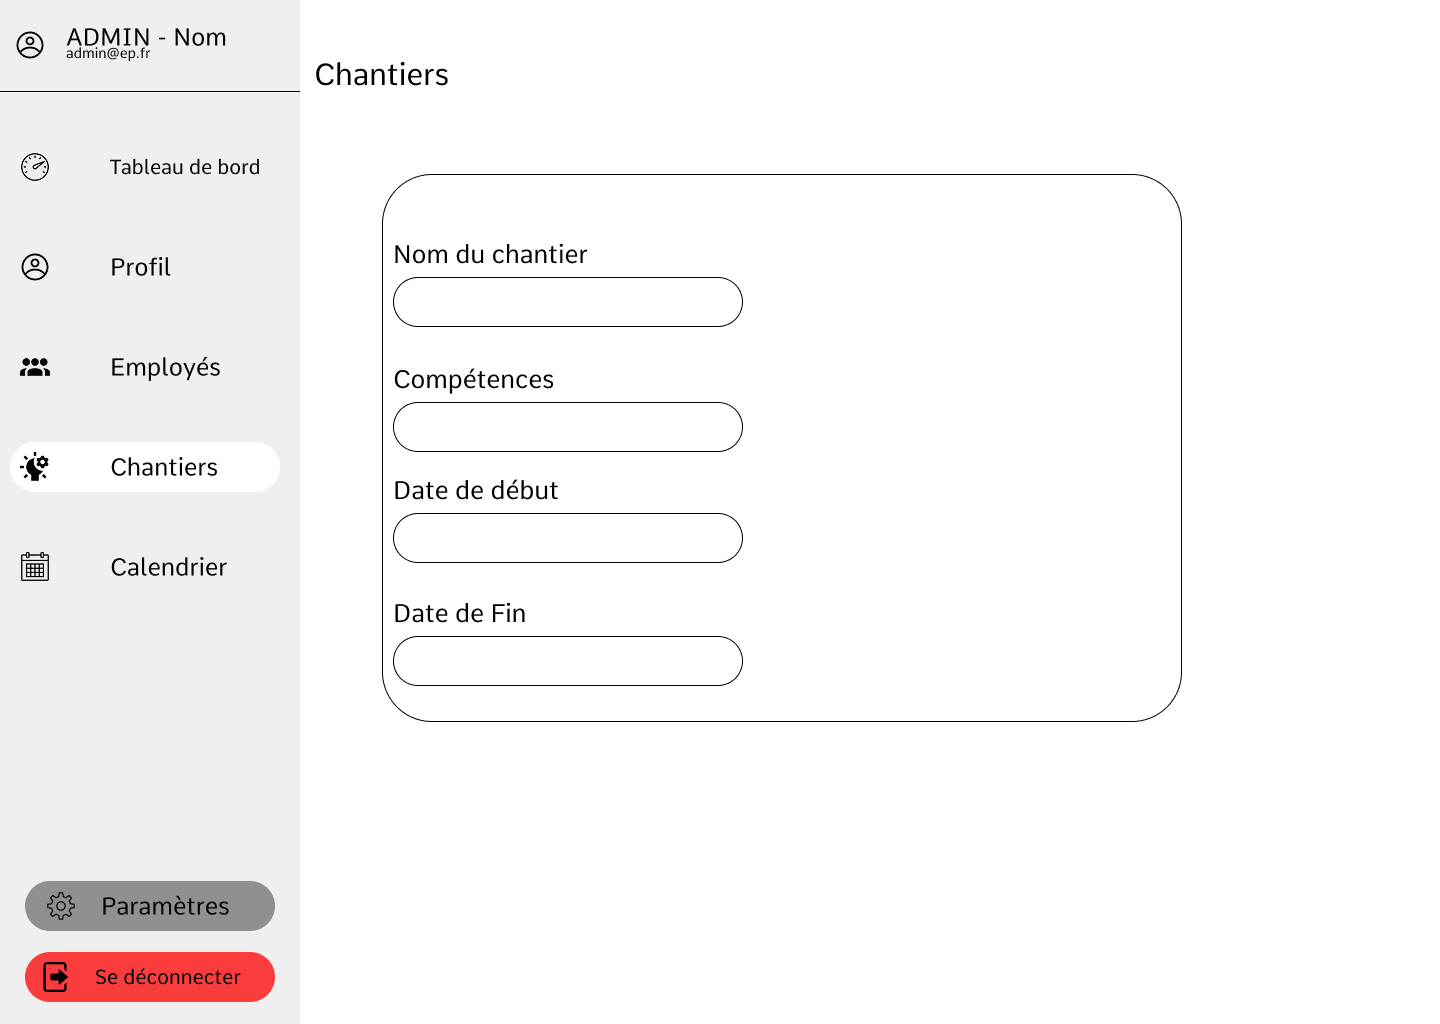 ADMIN - Nom
admin@ep.fr
Tableau de bord
Profil
Employés
Chantiers
Calendrier
Paramètres
Se déconnecter
Chantiers
Nom du chantier
Compétences
Date de début
Date de Fin